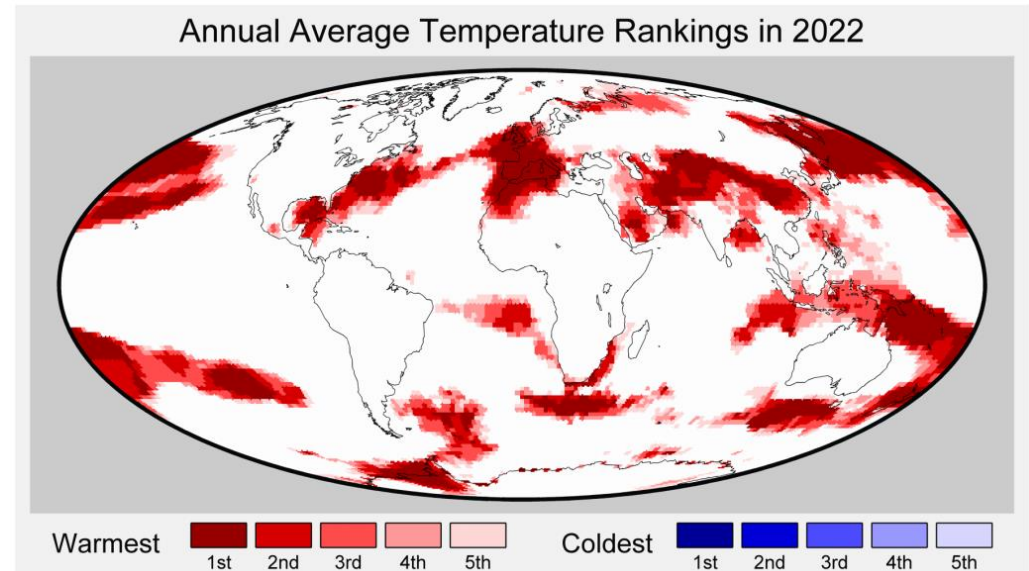 Annual Average Temperature Rankings in 2022
Warmest 1st 2nd 3rd 4th 5th
Coldest 1st 2nd 3rd 4th 5th